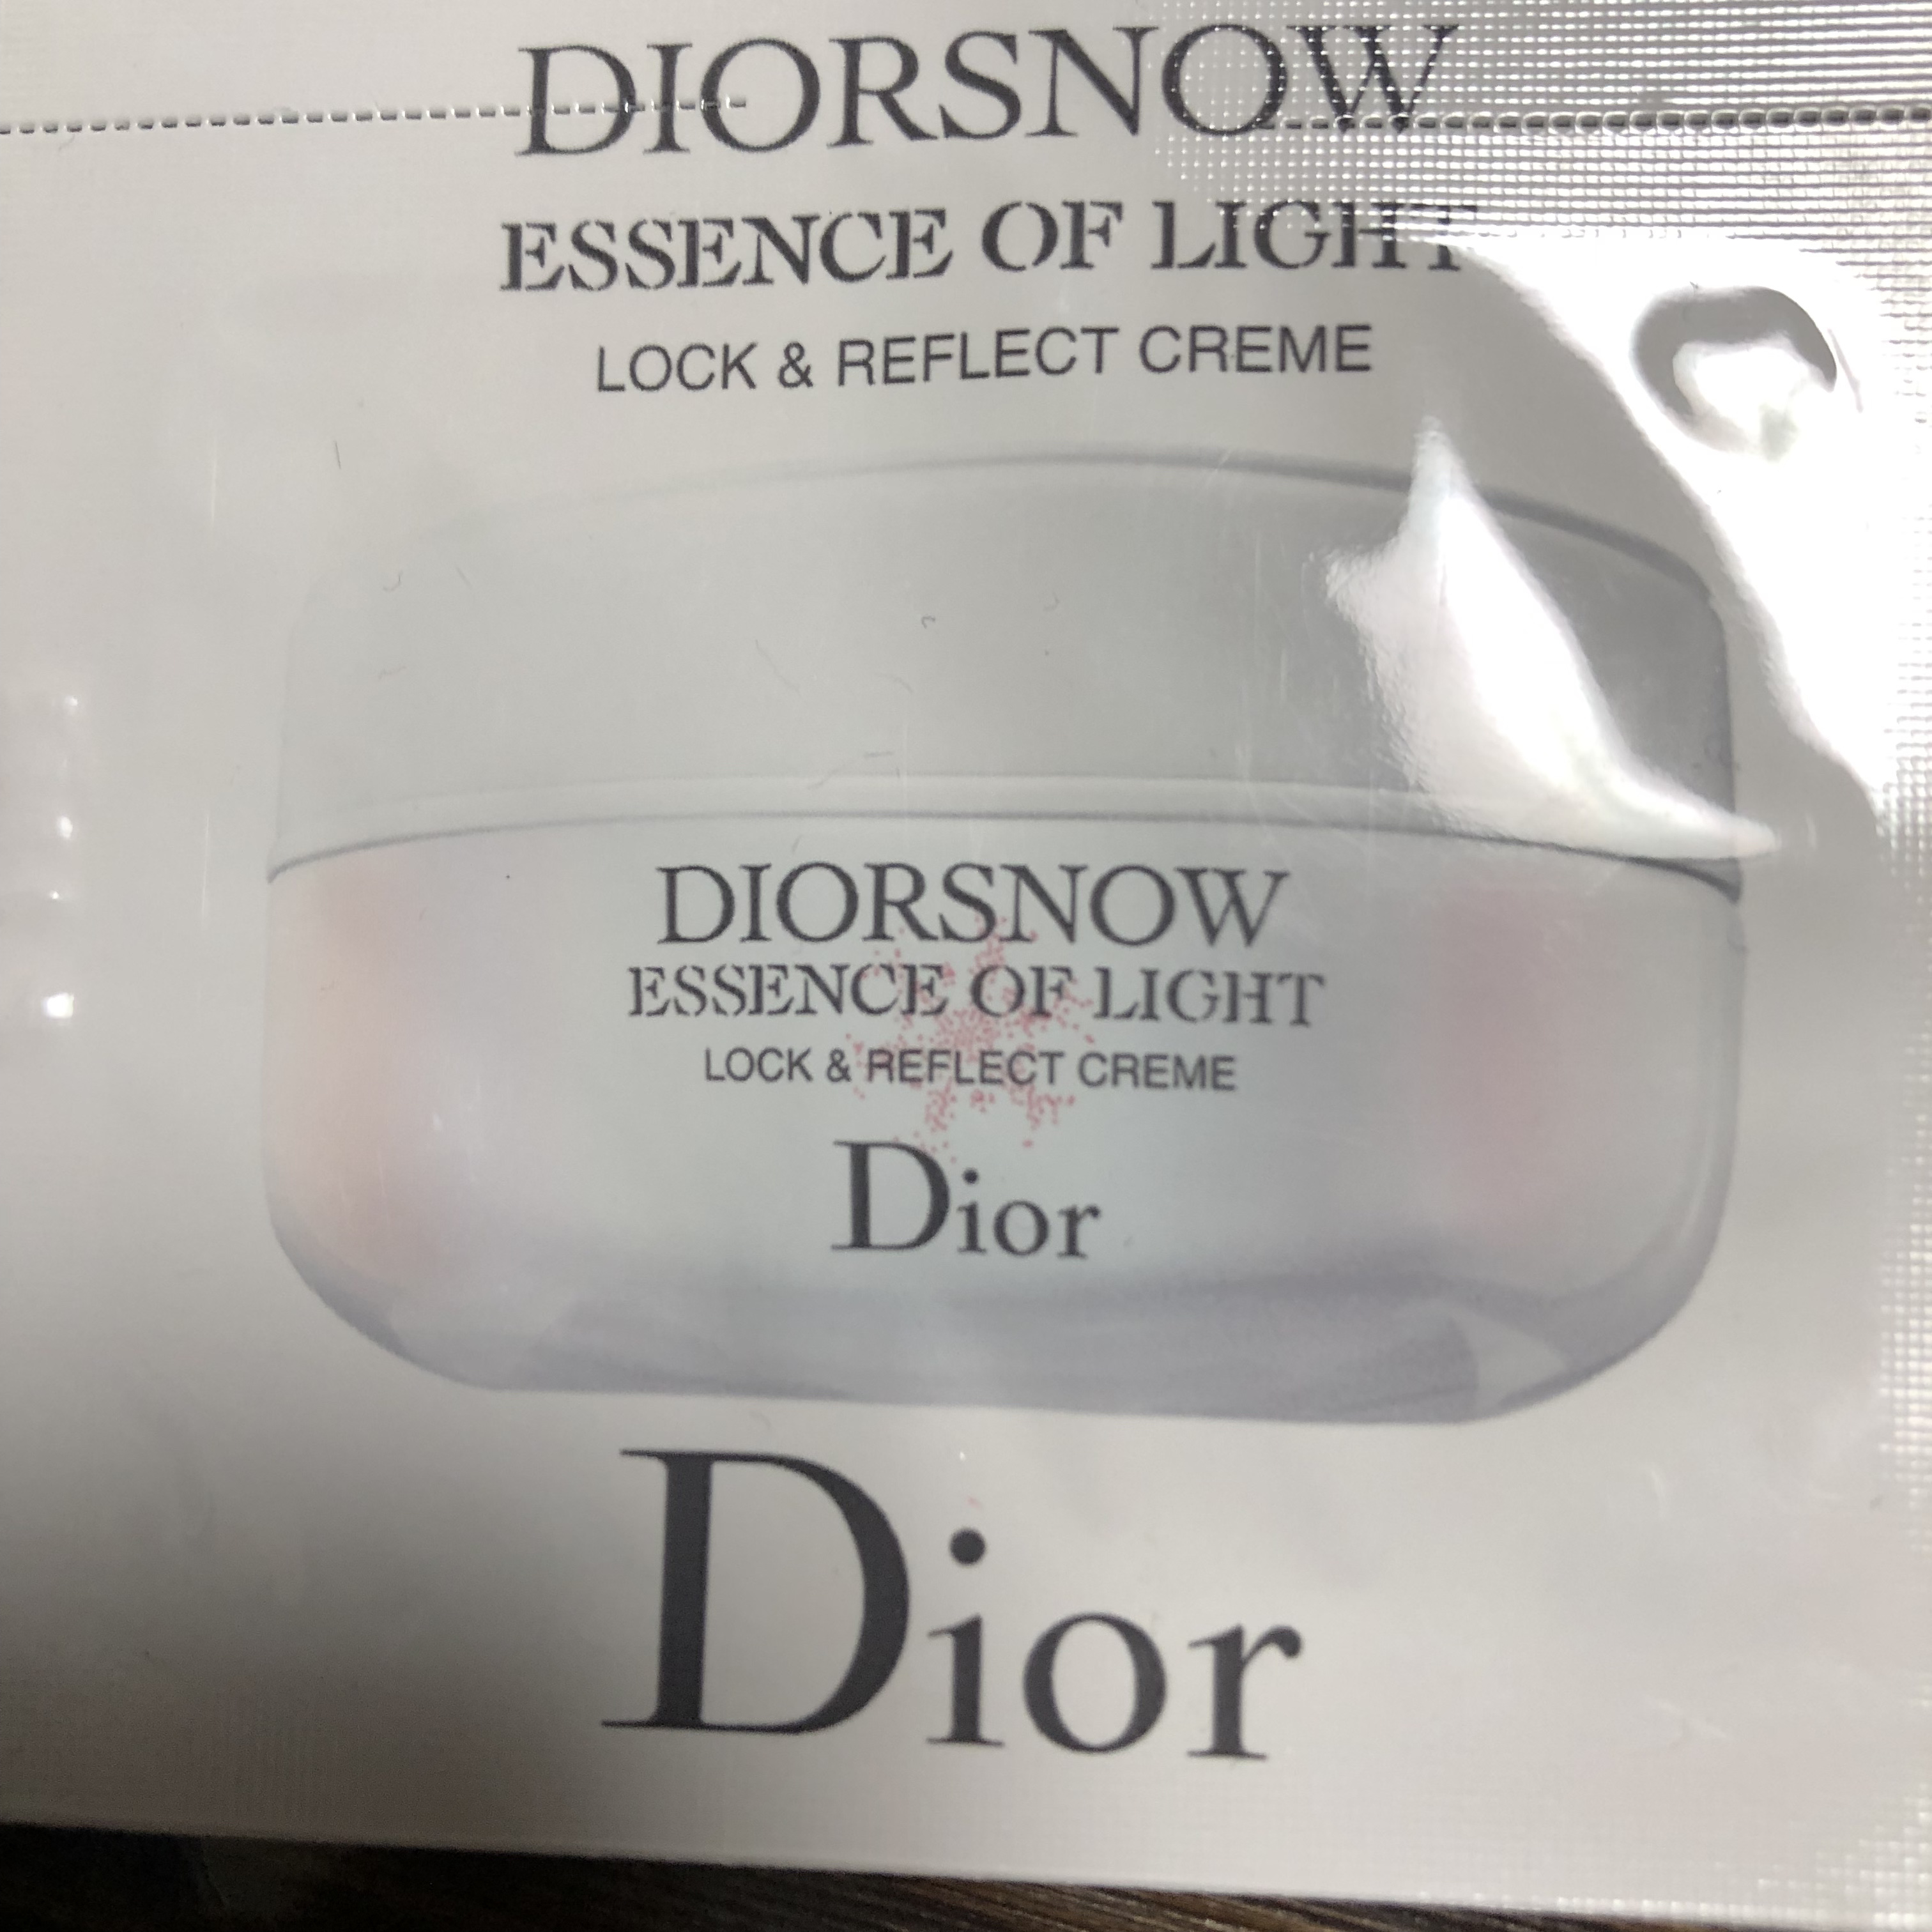 DIORSNOW
ESSENCE OF LIGHT
LOCK & REFLECT CREME
DIORSNOW
ESSENCE OF LIGHT
LOCK & REFLECT CREME
Dior
Dior